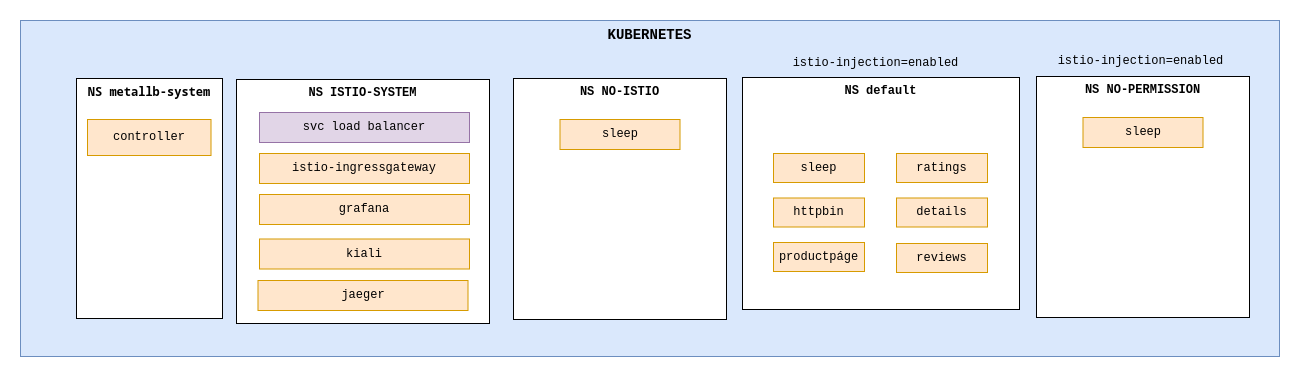 KUBERNETES
istio-injection=enabled
istio-injection=enabled
NS metallb-system
controller
NS ISTIO-SYSTEM
svc load balancer
istio-ingressgateway
grafana
kiali
jaeger
NS NO-ISTIO
sleep
NS default
sleep
ratings
httpbin
details
productpáge
reviews
NS NO-PERMISSION
sleep